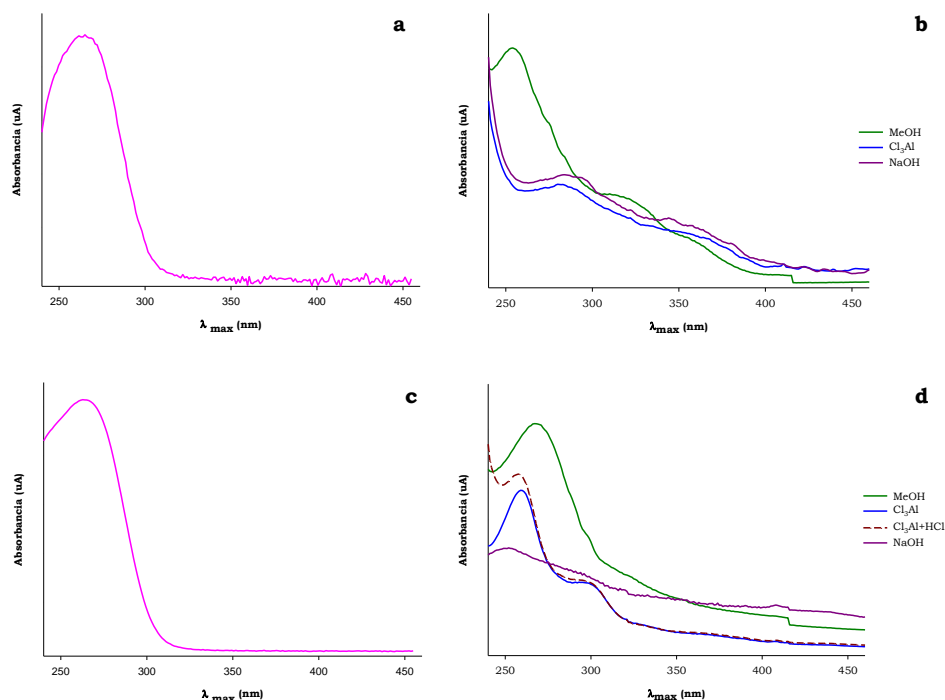 a
Absorbancia (uA)
250 300 350 400 450
λ max (nm)
b
Absorbancia (uA)
MeOH
Cl₃Al
NaOH
250 300 350 400 450
λmax (nm)
c
Absorbancia (uA)
250 300 350 400 450
λ max (nm)
d
Absorbancia (uA)
MeOH
Cl₃Al
Cl₃Al+HCl
NaOH
250 300 350 400 450
λmax (nm)